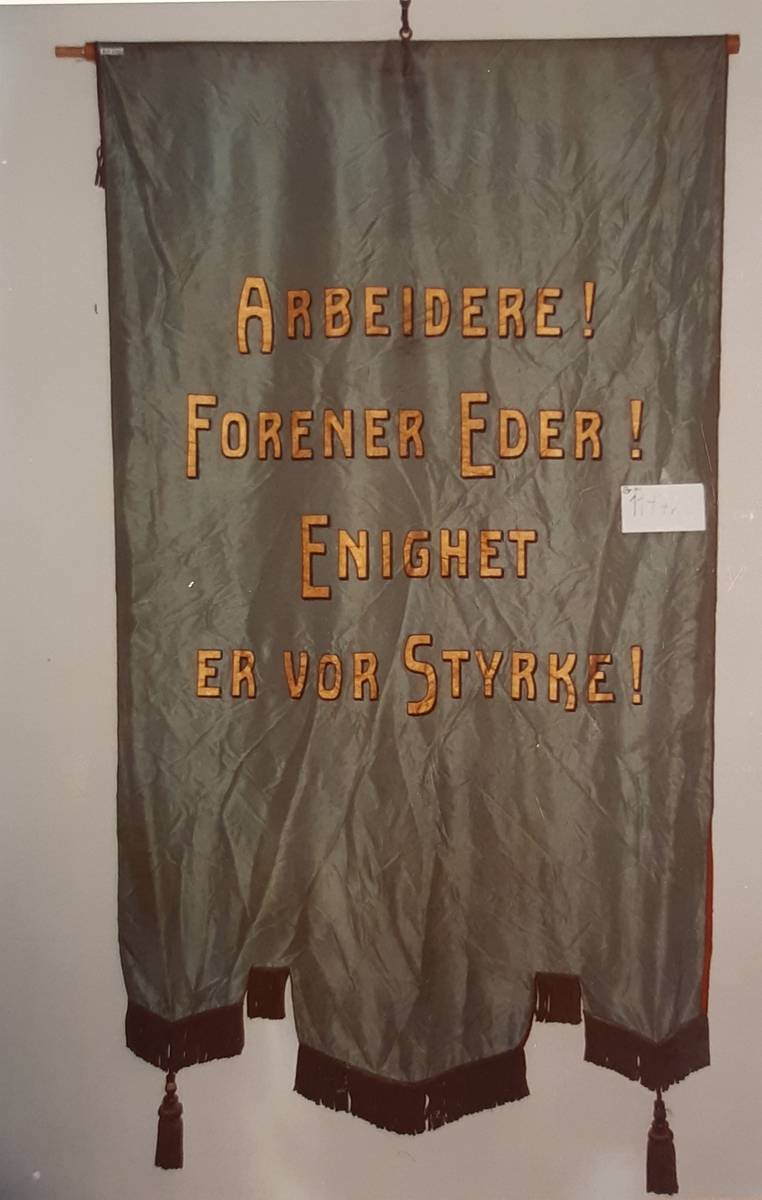 ARBEIDERE!
FORENER EDER!
ENIGHET
ER VOR STYRKE!